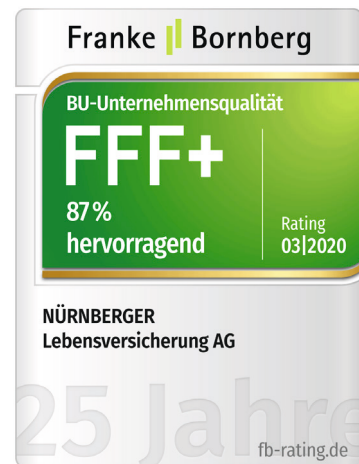 Franke Bornberg
BU-Unternehmensqualität
FFF+
87 %
hervorragend
Rating
03|2020
NÜRNBERGER
Lebensversicherung AG
25 Jahre
fb-rating.de